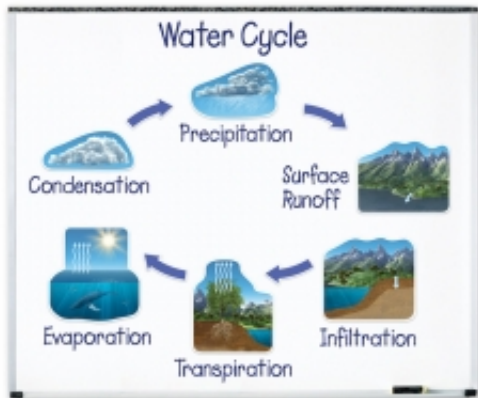 Water Cycle
Precipitation
Condensation
Surface
Runoff
Evaporation
Transpiration
Infiltration